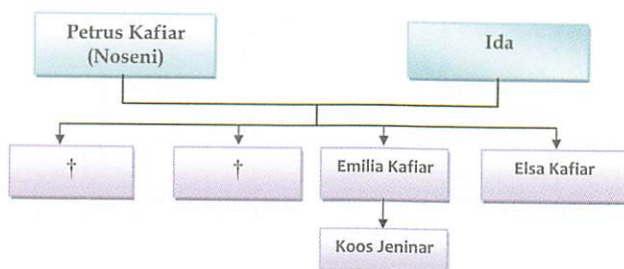 Petrus Kafiar
(Noseni)
Ida
†
†
Emilia Kafiar
Elsa Kafiar
Koos Jeninar